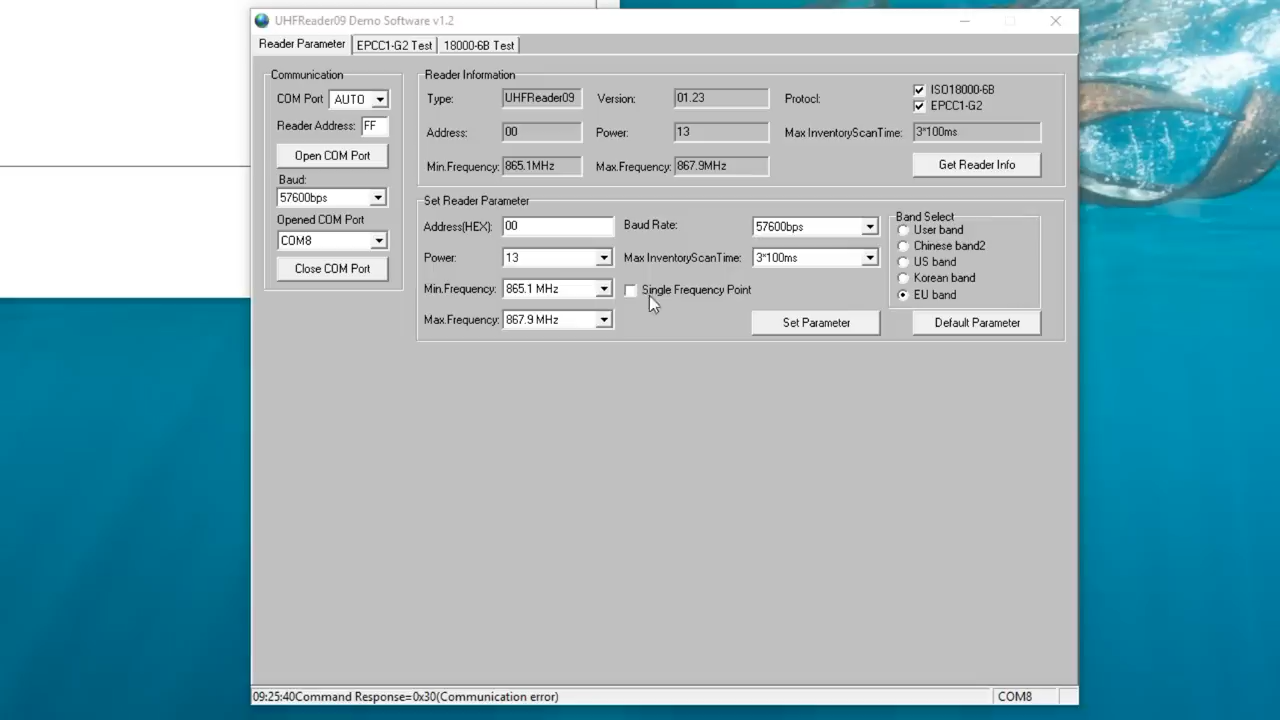 UHFReader09 Demo Software v1.2
Reader Parameter
EPCC1-G2 Test
18000-6B Test
Communication
COM Port
AUTO
Reader Address:
FF
Open COM Port
Baud:
57600bps
Opened COM Port
COM8
Close COM Port
Reader Information
Type:
UHFReader09
Version:
01.23
Protocl:
ISO18000-6B
EPCC1-G2
Address:
00
Power:
13
Max InventoryScanTime:
3*100ms
Min.Frequency:
865.1MHz
Max.Frequency:
867.9MHz
Get Reader Info
Set Reader Parameter
Address(HEX):
00
Baud Rate:
57600bps
Power:
13
Max InventoryScanTime:
3*100ms
Min.Frequency:
865.1 MHz
Single Frequency Point
Max.Frequency:
867.9 MHz
Set Parameter
Band Select
User band
Chinese band2
US band
Korean band
EU band
Default Parameter
09:25:40Command Response=0x30(Communication error)
COM8